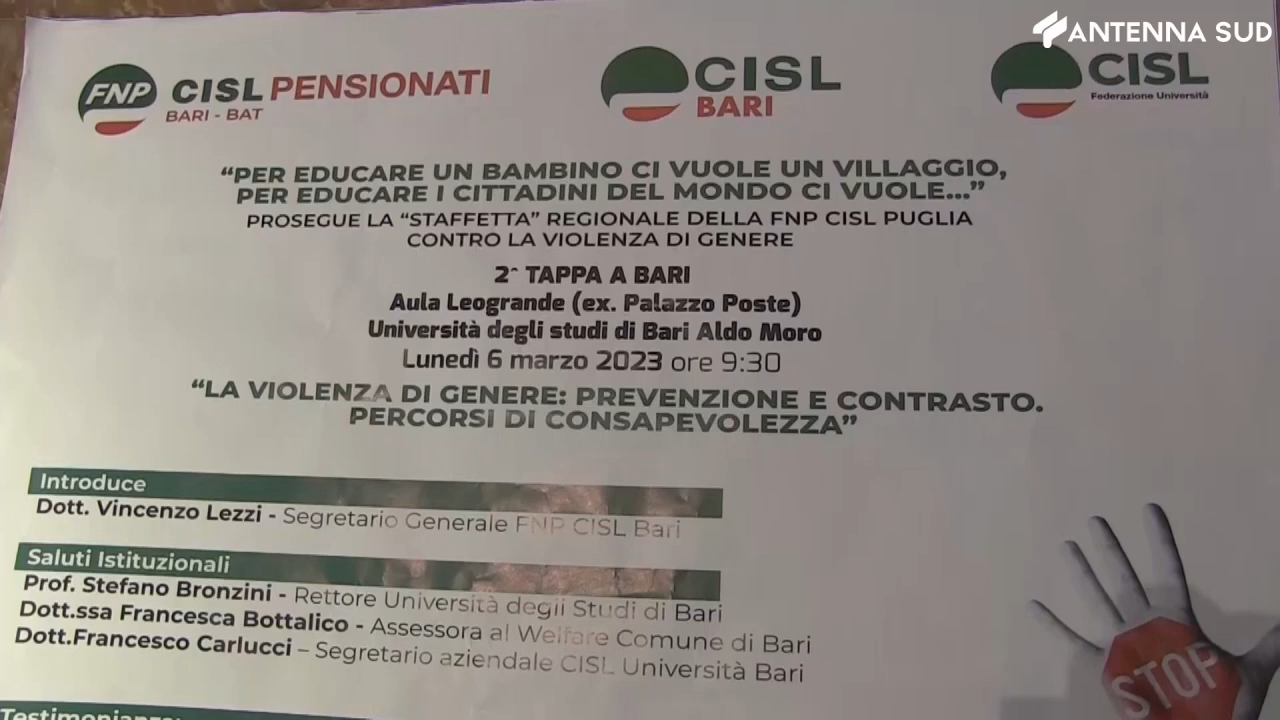 ANTENNA SUD
FNP CISL PENSIONATI
BARI - BAT
CISL
BARI
CISL
Federazione Università
“PER EDUCARE UN BAMBINO CI VUOLE UN VILLAGGIO,
PER EDUCARE I CITTADINI DEL MONDO CI VUOLE...”
PROSEGUE LA “STAFFETTA” REGIONALE DELLA FNP CISL PUGLIA
CONTRO LA VIOLENZA DI GENERE
2^ TAPPA A BARI
Aula Leogrande (ex. Palazzo Poste)
Università degli studi di Bari Aldo Moro
Lunedì 6 marzo 2023 ore 9:30
“LA VIOLENZA DI GENERE: PREVENZIONE E CONTRASTO.
PERCORSI DI CONSAPEVOLEZZA”
Introduce
Dott. Vincenzo Lezzi - Segretario Generale FNP CISL Bari
Saluti Istituzionali
Prof. Stefano Bronzini - Rettore Università degli Studi di Bari
Dott.ssa Francesca Bottalico - Assessora al Welfare Comune di Bari
Dott.Francesco Carlucci – Segretario aziendale CISL Università Bari
STOP